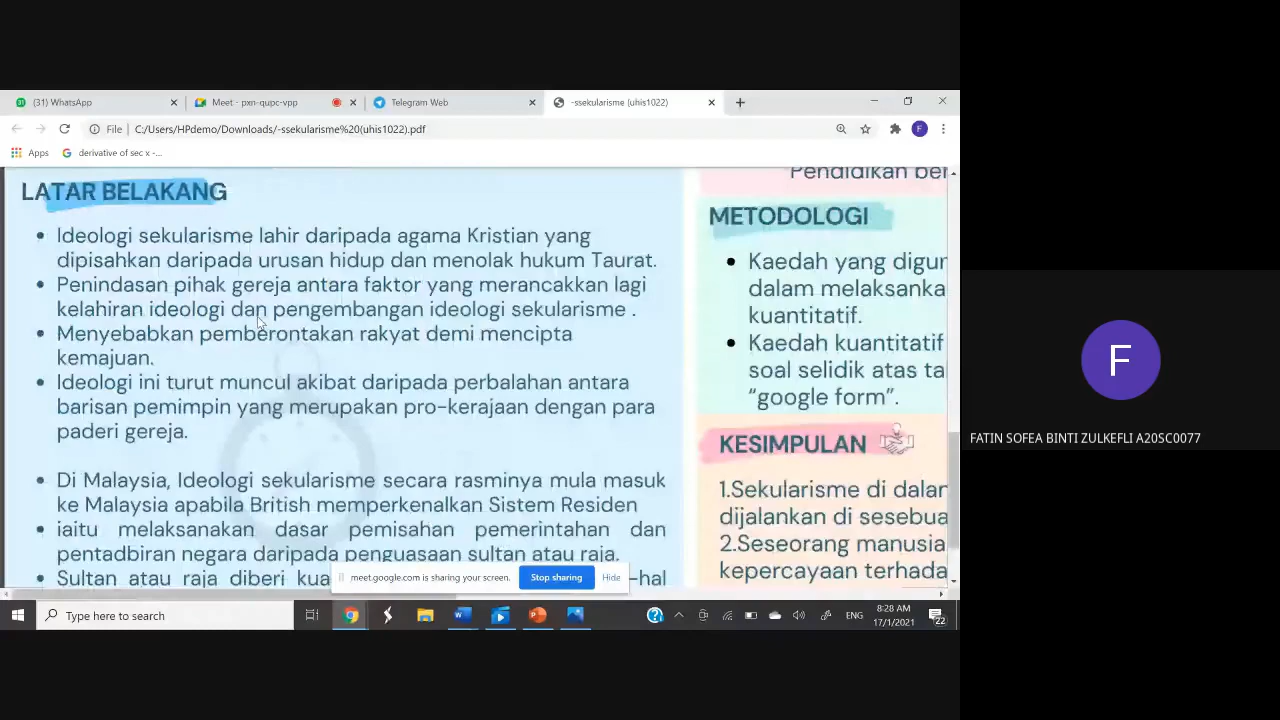 (31) WhatsApp
Meet - pxn-qupc-vpp
Telegram Web
-ssekularisme (uhis1022)
File
C:/Users/HPdemo/Downloads/-ssekularisme%20(uhis1022).pdf
F
Apps
derivative of sec x -...
LATAR BELAKANG
Ideologi sekularisme lahir daripada agama Kristian yang
dipisahkan daripada urusan hidup dan menolak hukum Taurat.
Penindasan pihak gereja antara faktor yang merancakkan lagi
kelahiran ideologi dan pengembangan ideologi sekularisme .
Menyebabkan pemberontakan rakyat demi mencipta
kemajuan.
Ideologi ini turut muncul akibat daripada perbalahan antara
barisan pemimpin yang merupakan pro-kerajaan dengan para
paderi gereja.
Di Malaysia, Ideologi sekularisme secara rasminya mula masuk
ke Malaysia apabila British memperkenalkan Sistem Residen
iaitu melaksanakan dasar pemisahan pemerintahan dan
pentadbiran negara daripada penguasaan sultan atau raja.
Sultan atau raja diberi kua
-hal
Pendidikan ber
METODOLOGI
Kaedah yang digur
dalam melaksanka
kuantitatif.
Kaedah kuantitatif
soal selidik atas ta
“google form”.
KESIMPULAN
1.Sekularisme di dalar
dijalankan di sesebua
2.Seseorang manusia
kepercayaan terhada
meet.google.com is sharing your screen.
Stop sharing
Hide
Type here to search
ENG
8:28 AM
17/1/2021
22
F
FATIN SOFEA BINTI ZULKEFLI A20SC0077